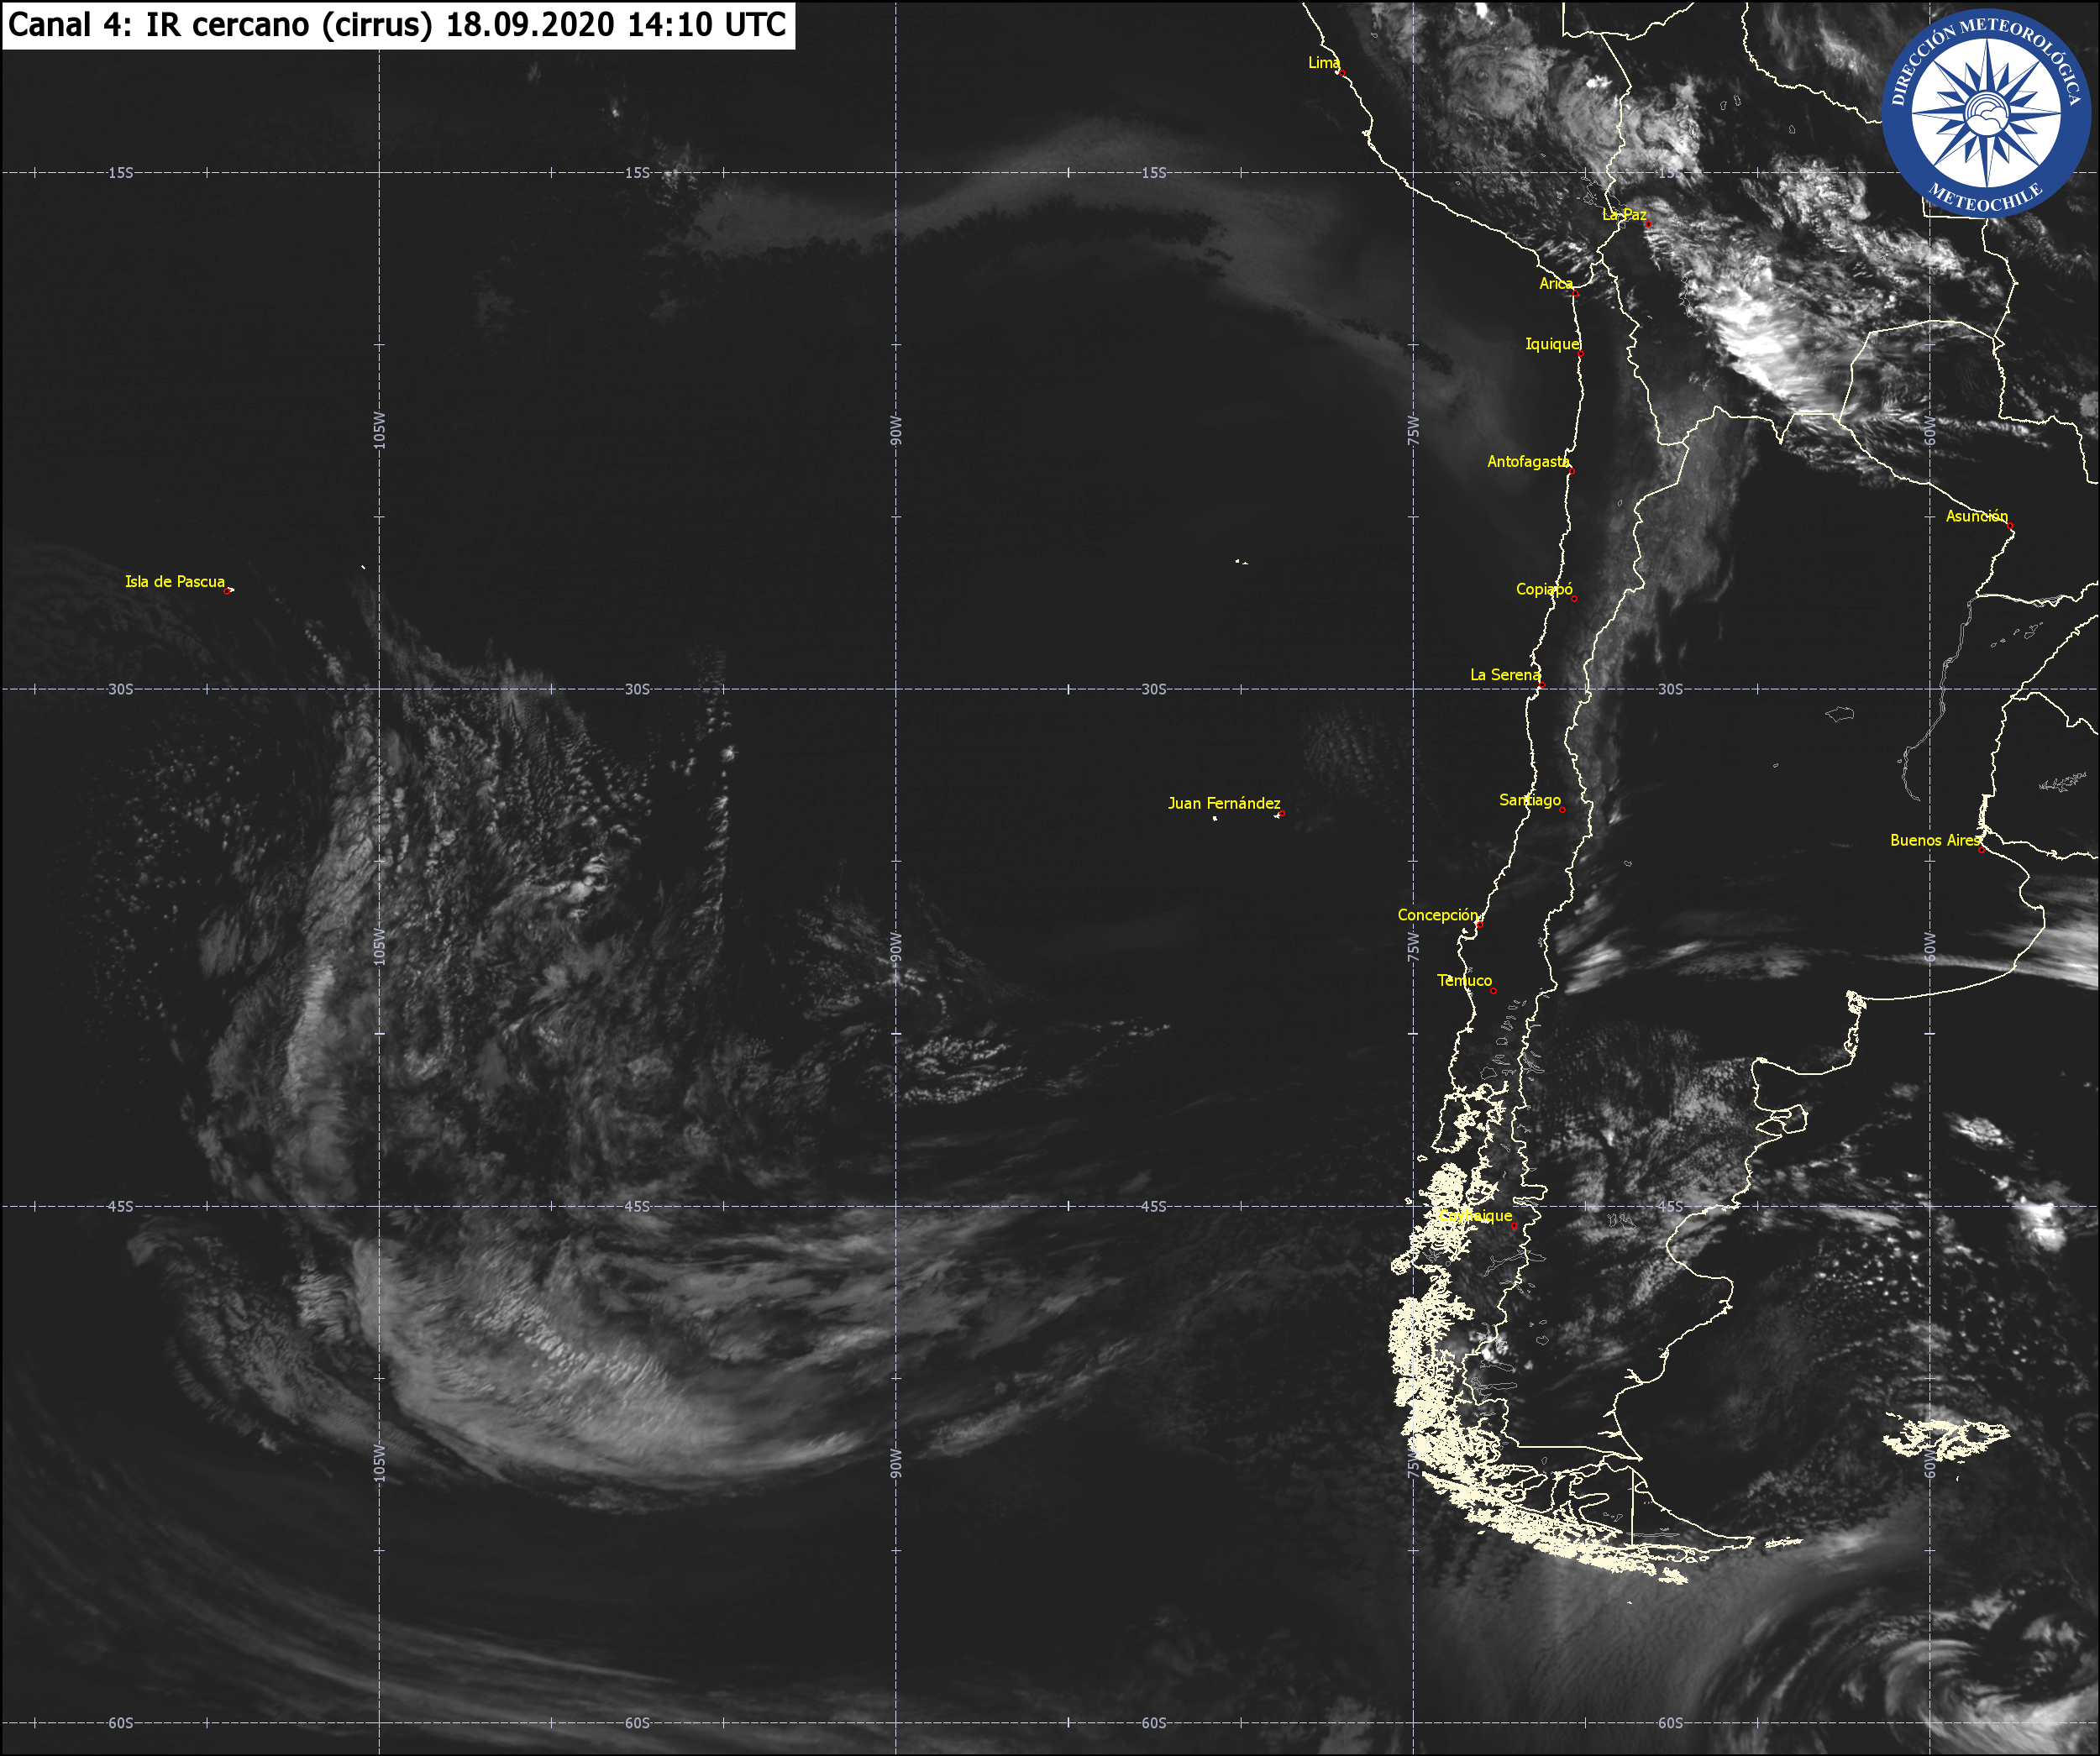 Canal 4: IR cercano (cirrus) 18.09.2020 14:10 UTC
DIRECCIÓN METEOROLÓGICA
METEOCHILE
Lima
15S
15S
15S
15S
La Paz
Arica
Iquique
105W
90W
75W
60W
Antofagasta
Asunción
Isla de Pascua
Copiapó
La Serena
30S
30S
30S
30S
Santiago
Juan Fernández
Buenos Aires
Concepción
105W
90W
75W
60W
Temuco
45S
45S
45S
45S
Coyhaique
105W
90W
75W
60W
60S
60S
60S
60S